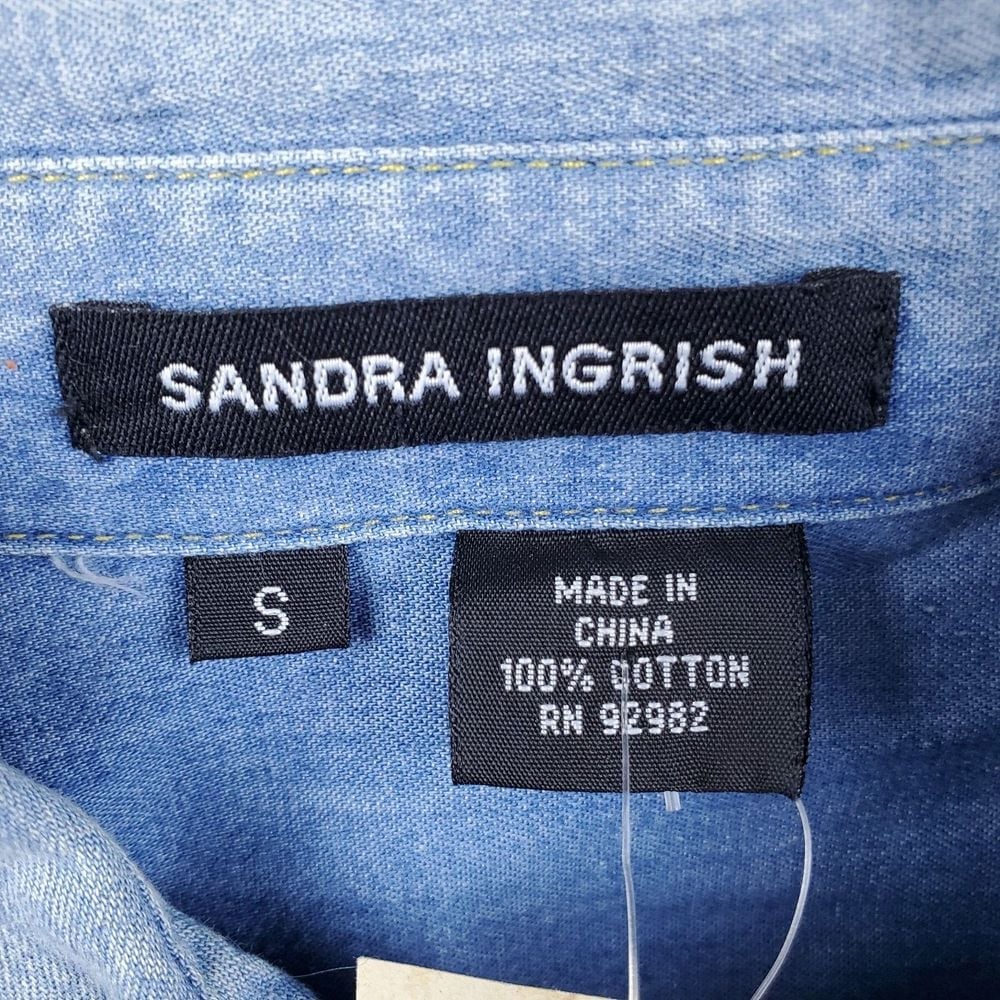 SANDRA INGRISH
S
MADE IN
CHINA
100% COTTON
RN 92982